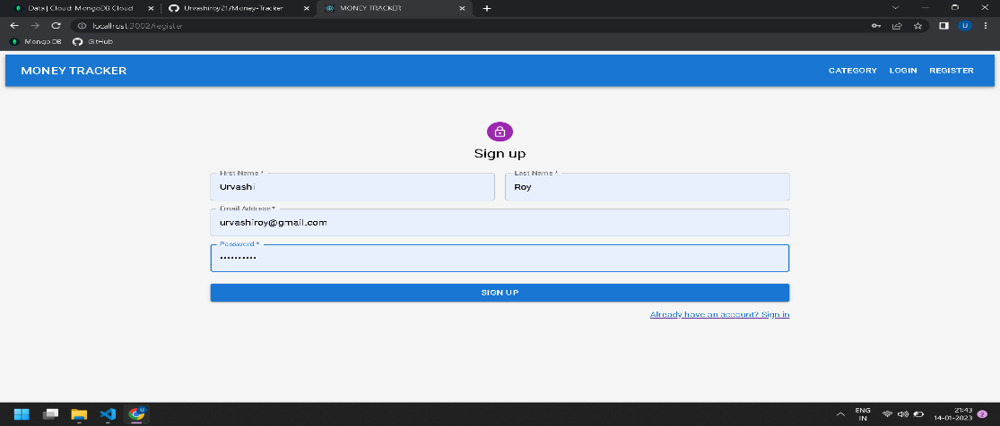 Data | Cloud: MongoDB Cloud
Urvashiroy217/Money-Tracker
MONEY TRACKER
localhost:3002/register
U
MongoDB
GitHub
MONEY TRACKER
CATEGORY
LOGIN
REGISTER
Sign up
First Name *
Urvashi
Last Name *
Roy
Email Address *
urvashiroy@gmail.com
Password *
••••••••••
SIGN UP
Already have an account? Sign in
ENG
IN
21:43
14-01-2023
2